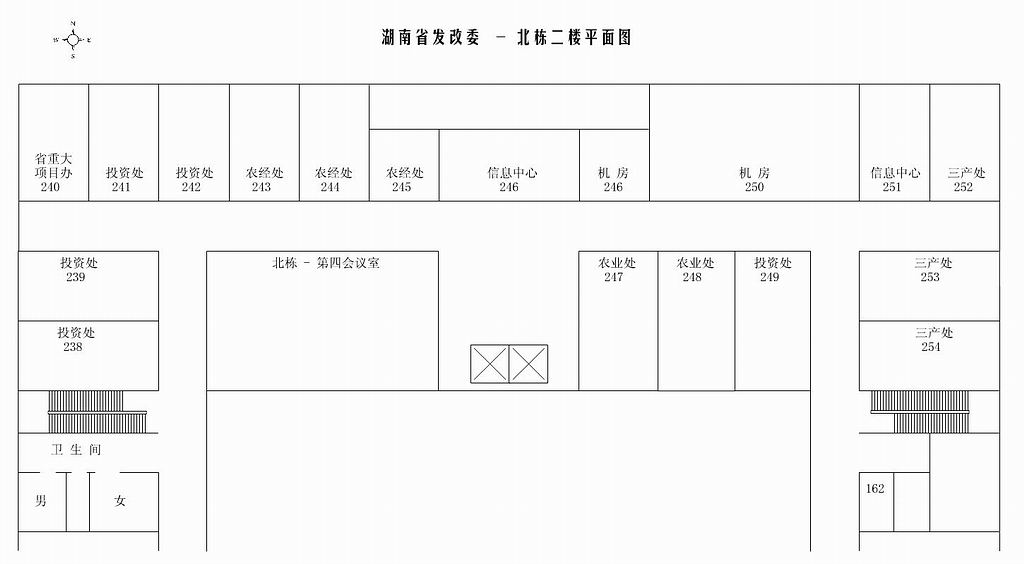 N
W E
S
湖南省发改委 - 北栋二楼平面图
省重大
项目办
240
投资处
241
投资处
242
农经处
243
农经处
244
农经处
245
信息中心
246
机 房
246
机 房
250
信息中心
251
三产处
252
投资处
239
北栋 - 第四会议室
农业处
247
农业处
248
投资处
249
三产处
253
投资处
238
三产处
254
卫 生 间
男
女
162